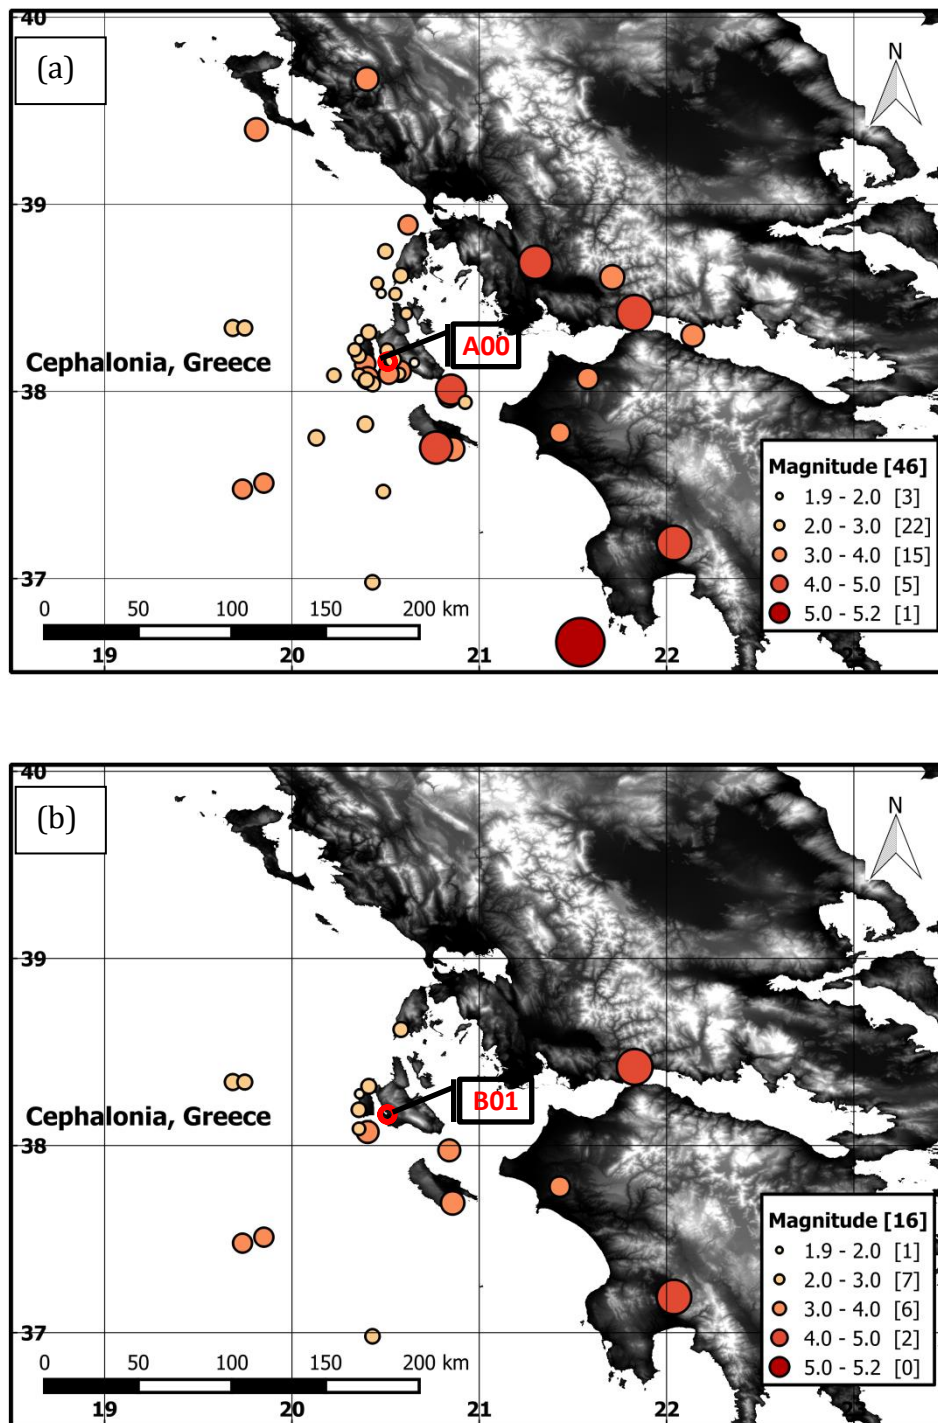 40
(a)
N
39
A00
Cephalonia, Greece
38
Magnitude [46]
1.9 - 2.0 [3]
2.0 - 3.0 [22]
3.0 - 4.0 [15]
4.0 - 5.0 [5]
5.0 - 5.2 [1]
37
0 50 100 150 200 km
19 20 21 22 23
40
(b)
N
39
B01
Cephalonia, Greece
38
Magnitude [16]
1.9 - 2.0 [1]
2.0 - 3.0 [7]
3.0 - 4.0 [6]
4.0 - 5.0 [2]
5.0 - 5.2 [0]
37
0 50 100 150 200 km
19 20 21 22 23